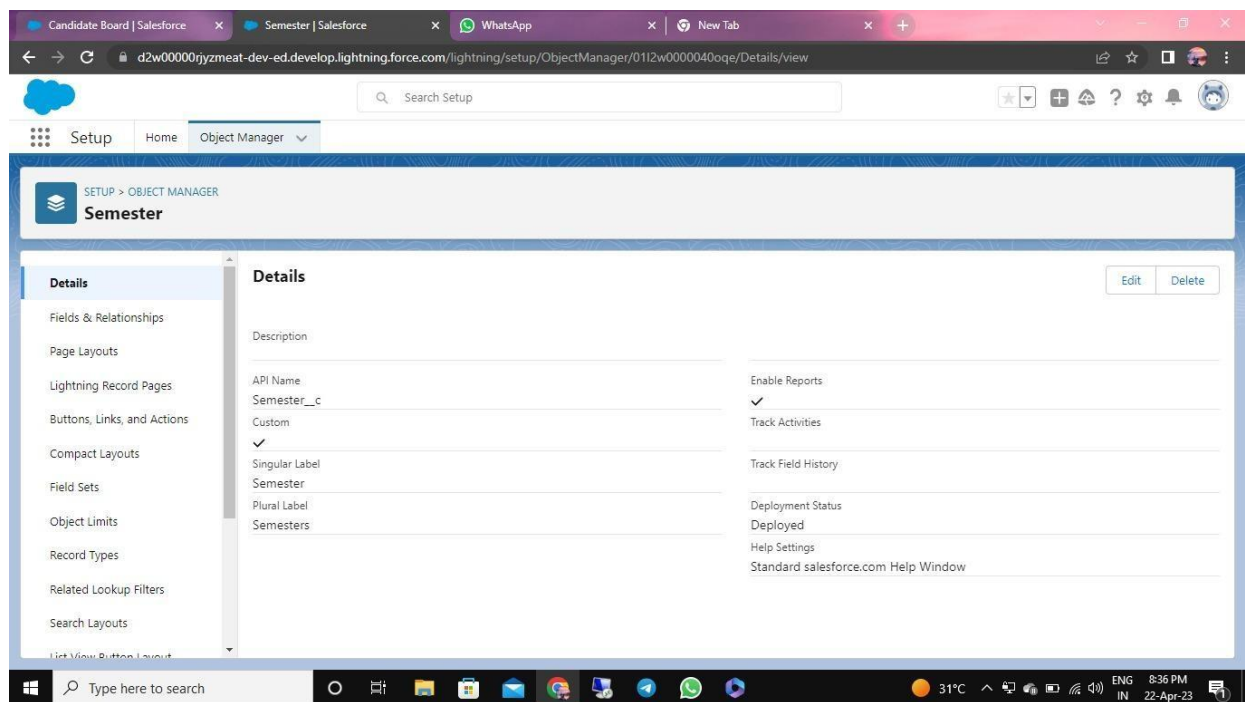 Candidate Board | Salesforce
Semester | Salesforce
WhatsApp
New Tab
d2w00000rjyzmeat-dev-ed.develop.lightning.force.com/lightning/setup/ObjectManager/01I2w0000040oqe/Details/view
Search Setup
Setup
Home
Object Manager
SETUP > OBJECT MANAGER
Semester
Details
Fields & Relationships
Page Layouts
Lightning Record Pages
Buttons, Links, and Actions
Compact Layouts
Field Sets
Object Limits
Record Types
Related Lookup Filters
Search Layouts
List View Button Layout
Details
Edit
Delete
Description
API Name
Semester__c
Custom
Singular Label
Semester
Plural Label
Semesters
Enable Reports
Track Activities
Track Field History
Deployment Status
Deployed
Help Settings
Standard salesforce.com Help Window
Type here to search
31°C
ENG
IN
8:36 PM
22-Apr-23
1